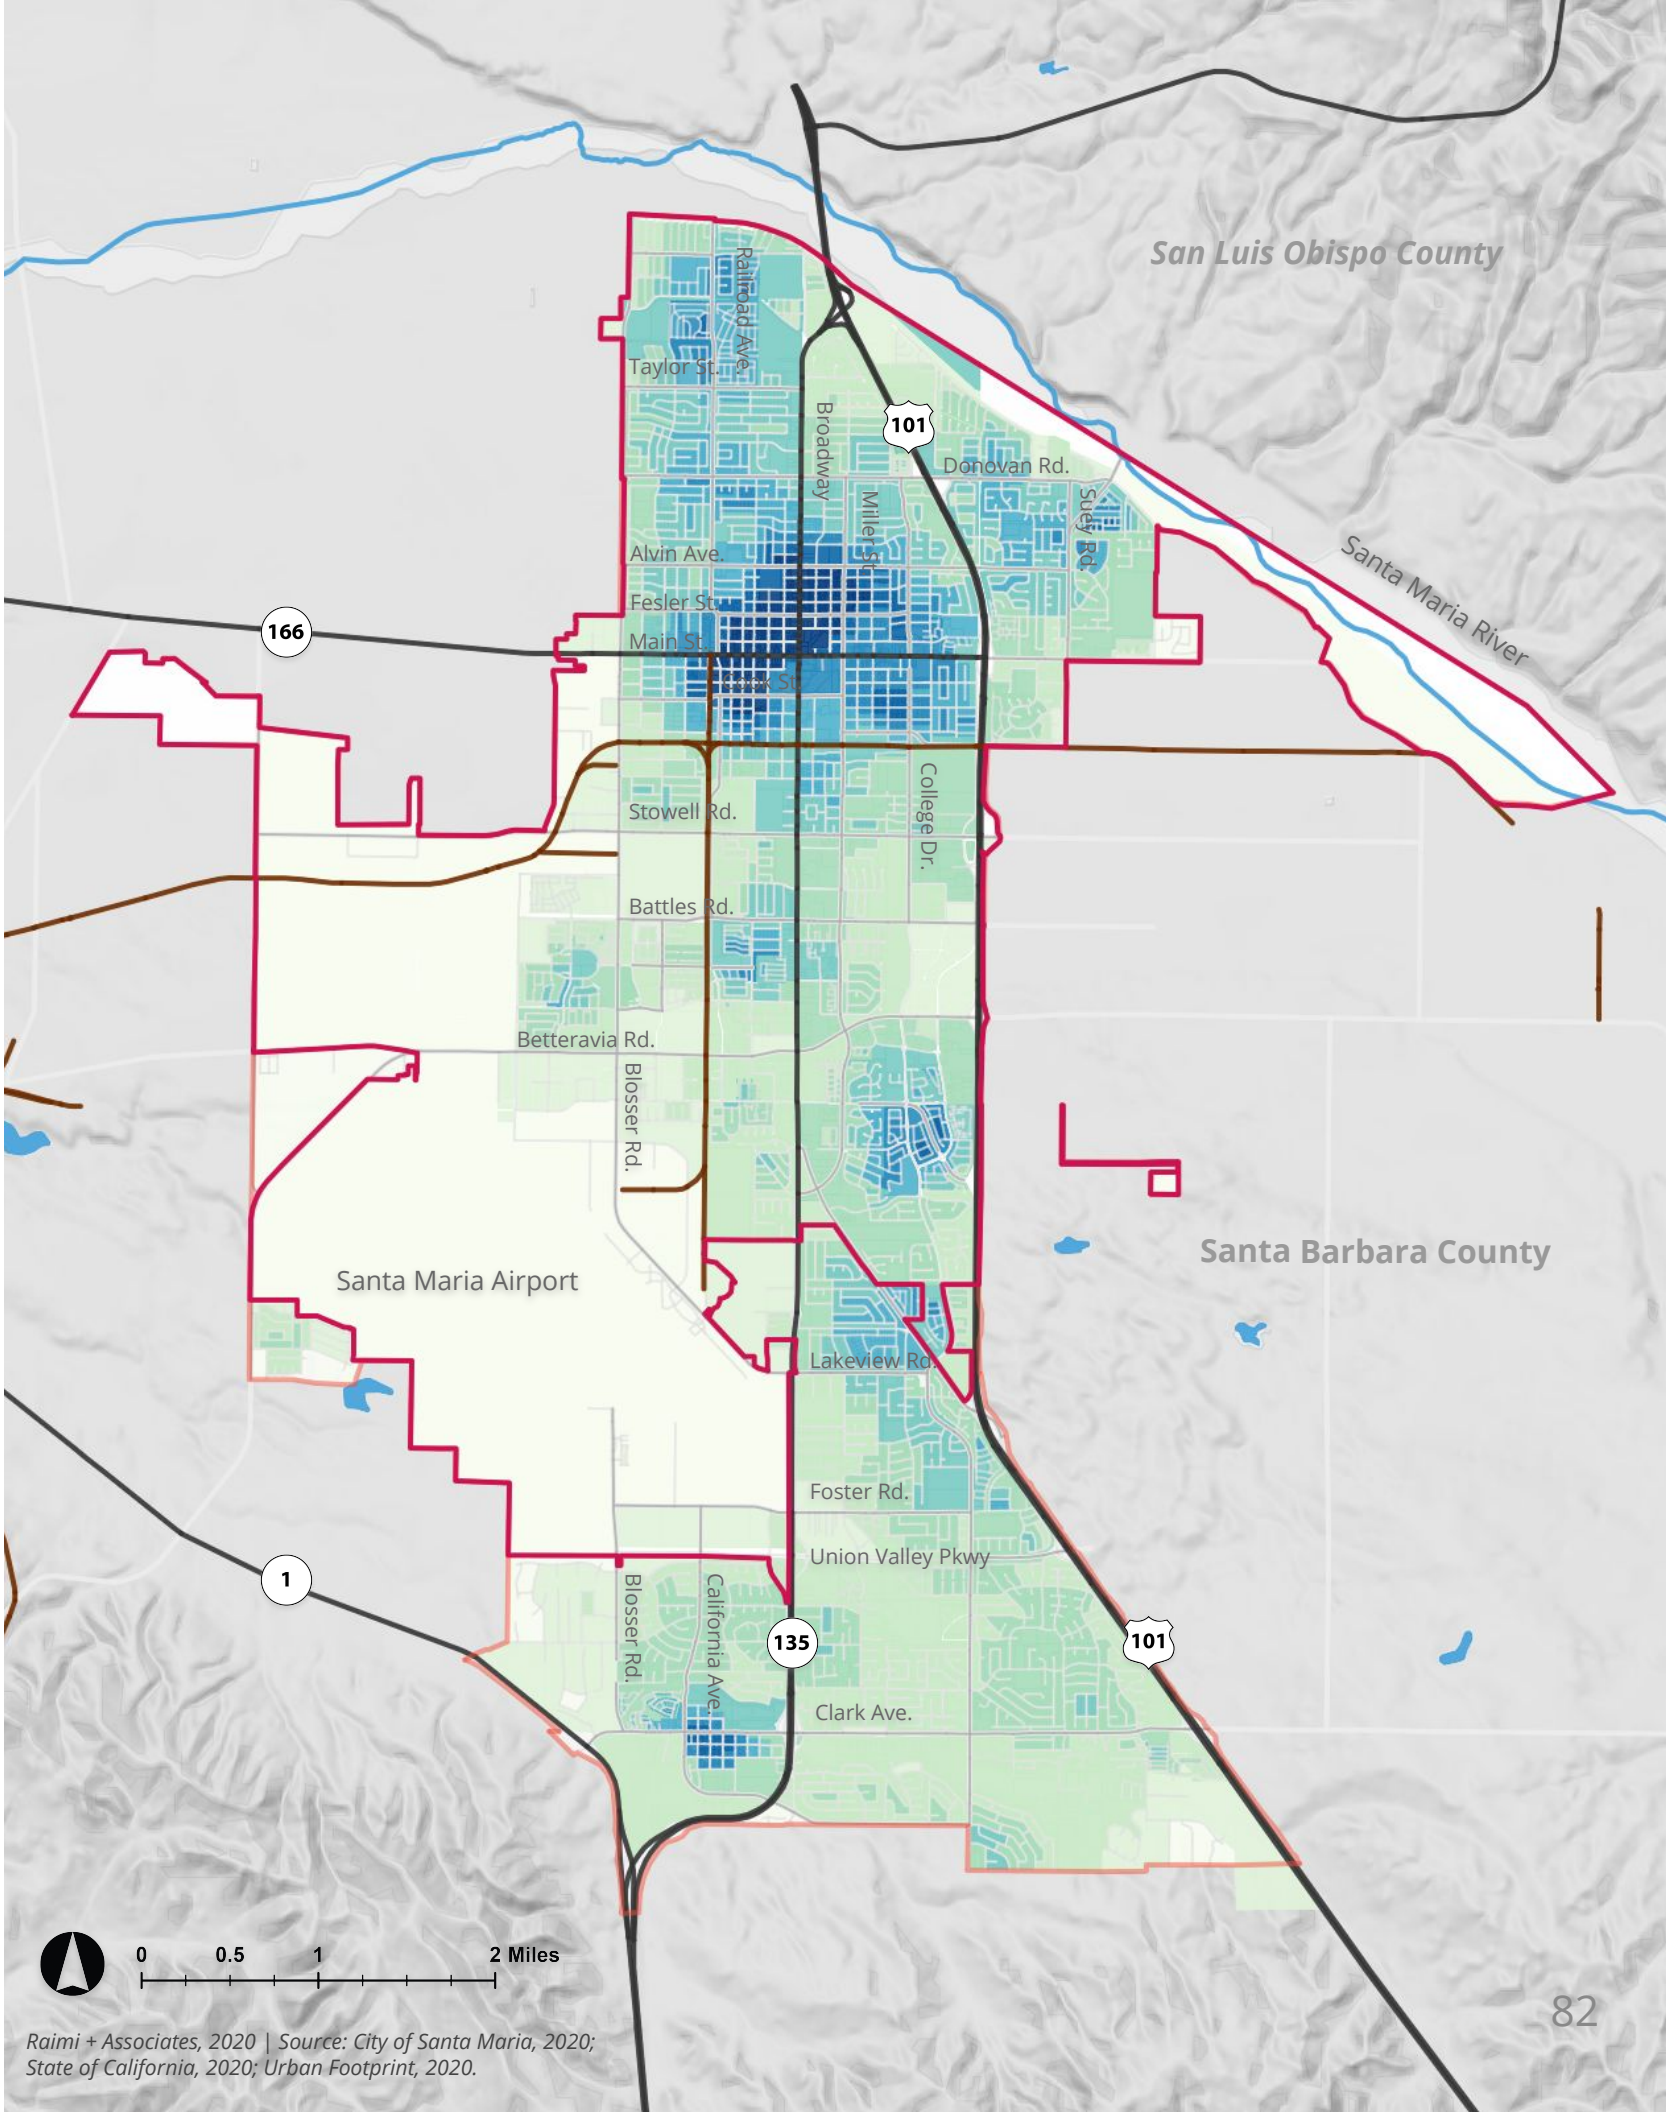 San Luis Obispo County
Railroad Ave.
Taylor St.
Broadway
101
Donovan Rd.
Miller St.
Suey Rd.
Alvin Ave.
Santa Maria River
Fesler St.
166
Main St.
Cook St.
College Dr.
Stowell Rd.
Battles Rd.
Betteravia Rd.
Blosser Rd.
Santa Barbara County
Santa Maria Airport
Lakeview Rd.
Foster Rd.
Union Valley Pkwy
1
Blosser Rd.
California Ave.
135
101
Clark Ave.
0 0.5 1 2 Miles
82
Raimi + Associates, 2020 | Source: City of Santa Maria, 2020;
State of California, 2020; Urban Footprint, 2020.